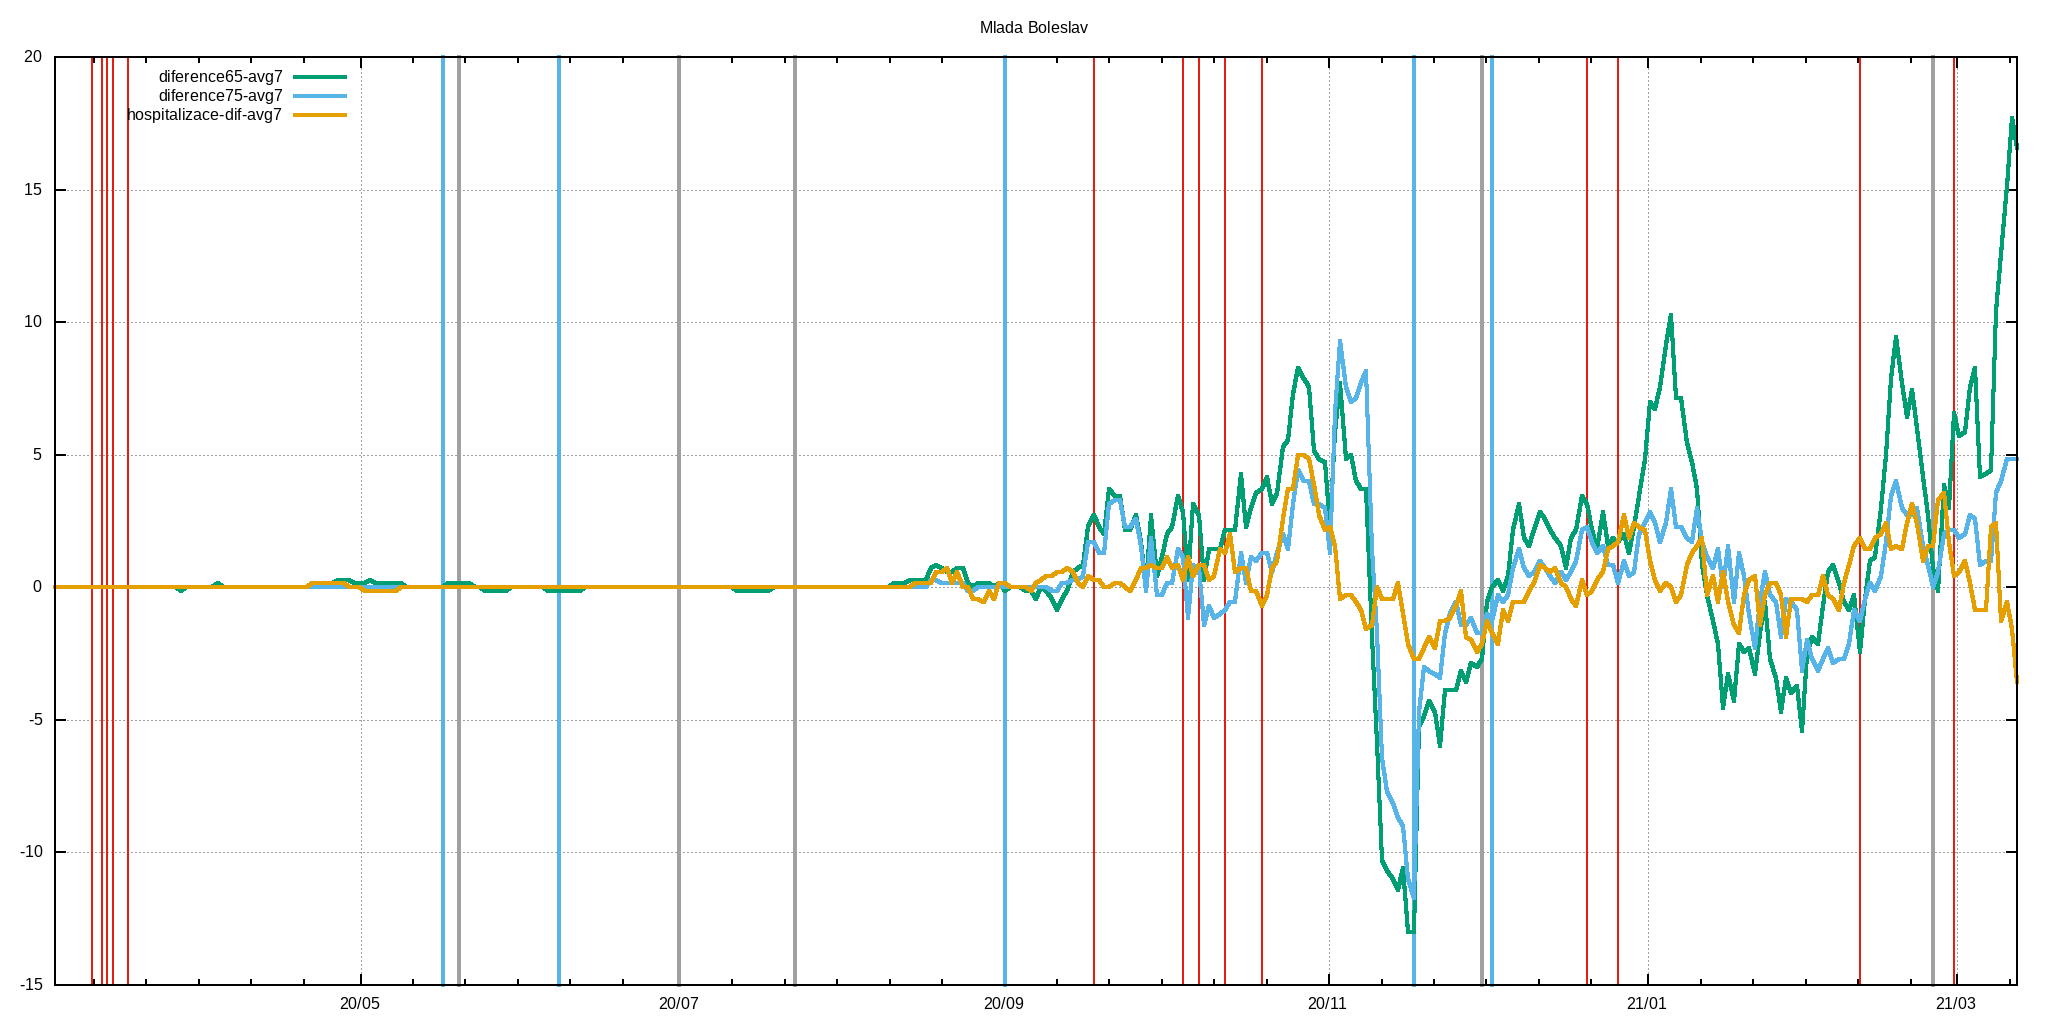 Mlada Boleslav
diference65-avg7
diference75-avg7
hospitalizace-dif-avg7
20
15
10
5
0
-5
-10
-15
20/05 20/07 20/09 20/11 21/01 21/03